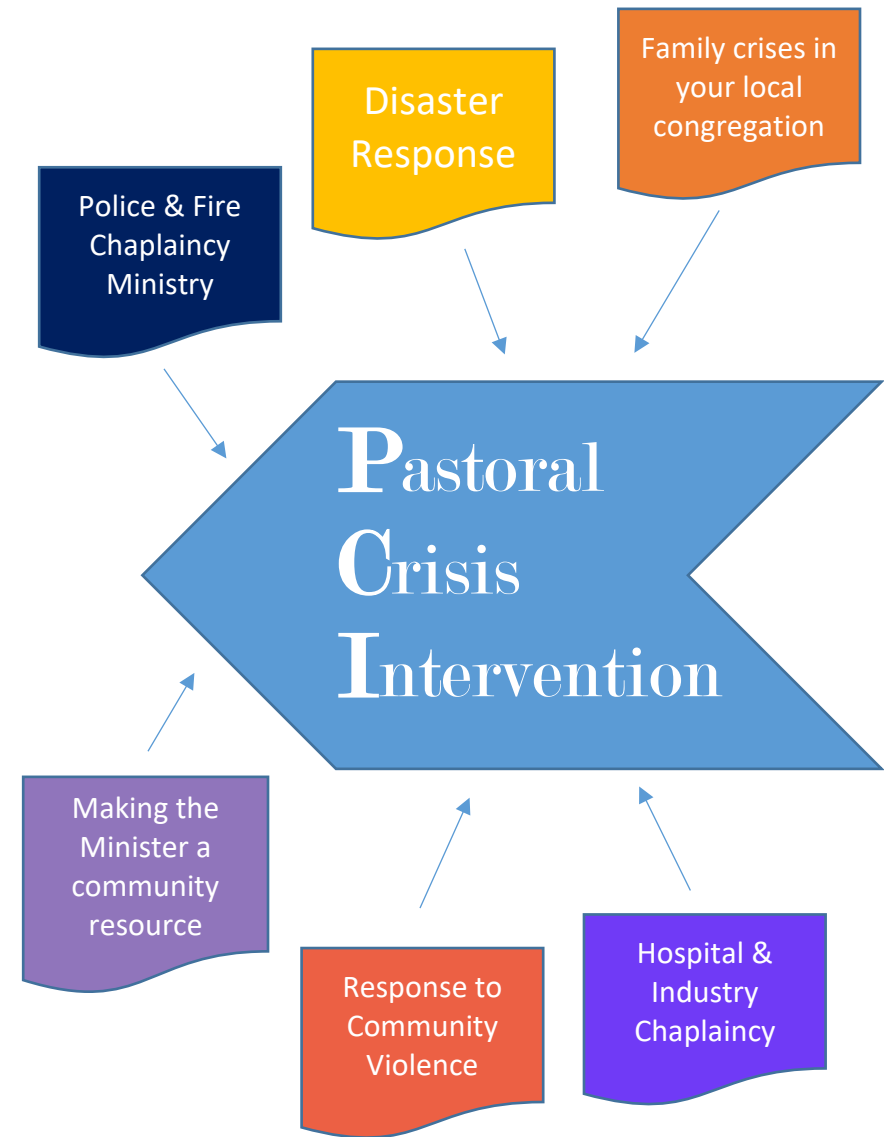 Family crises in
your local
congregation
Disaster
Response
Police & Fire
Chaplaincy
Ministry
Pastoral
Crisis
Intervention
Making the
Minister a
community
resource
Response to
Community
Violence
Hospital &
Industry
Chaplaincy